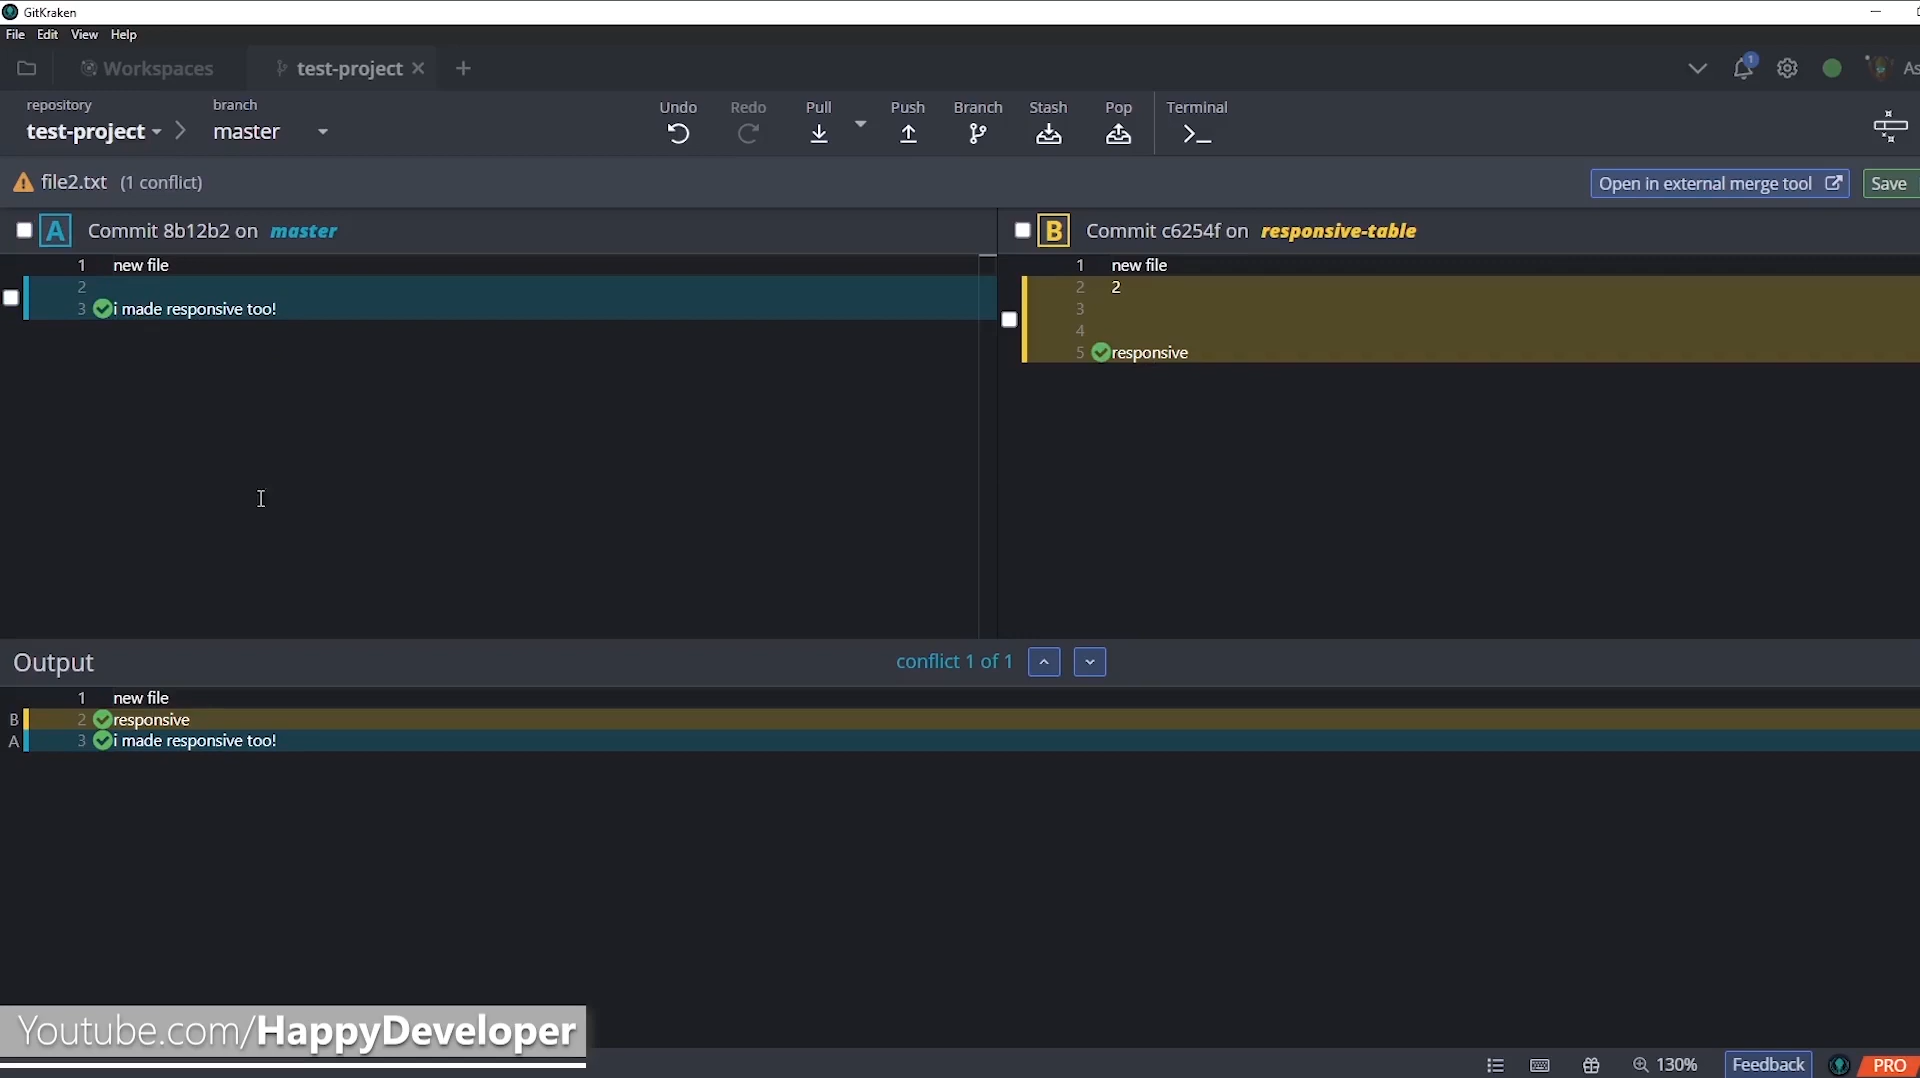 GitKraken
File Edit View Help
Workspaces test-project
1
As
repository branch
test-project master
Undo Redo Pull Push Branch Stash Pop Terminal
file2.txt (1 conflict)
Open in external merge tool Save
A Commit 8b12b2 on master
1 new file
2
3 i made responsive too!
B Commit c6254f on responsive-table
1 new file
2 2
3
4
5 responsive
Output conflict 1 of 1
1 new file
B 2 responsive
A 3 i made responsive too!
Youtube.com/HappyDeveloper
130% Feedback PRO